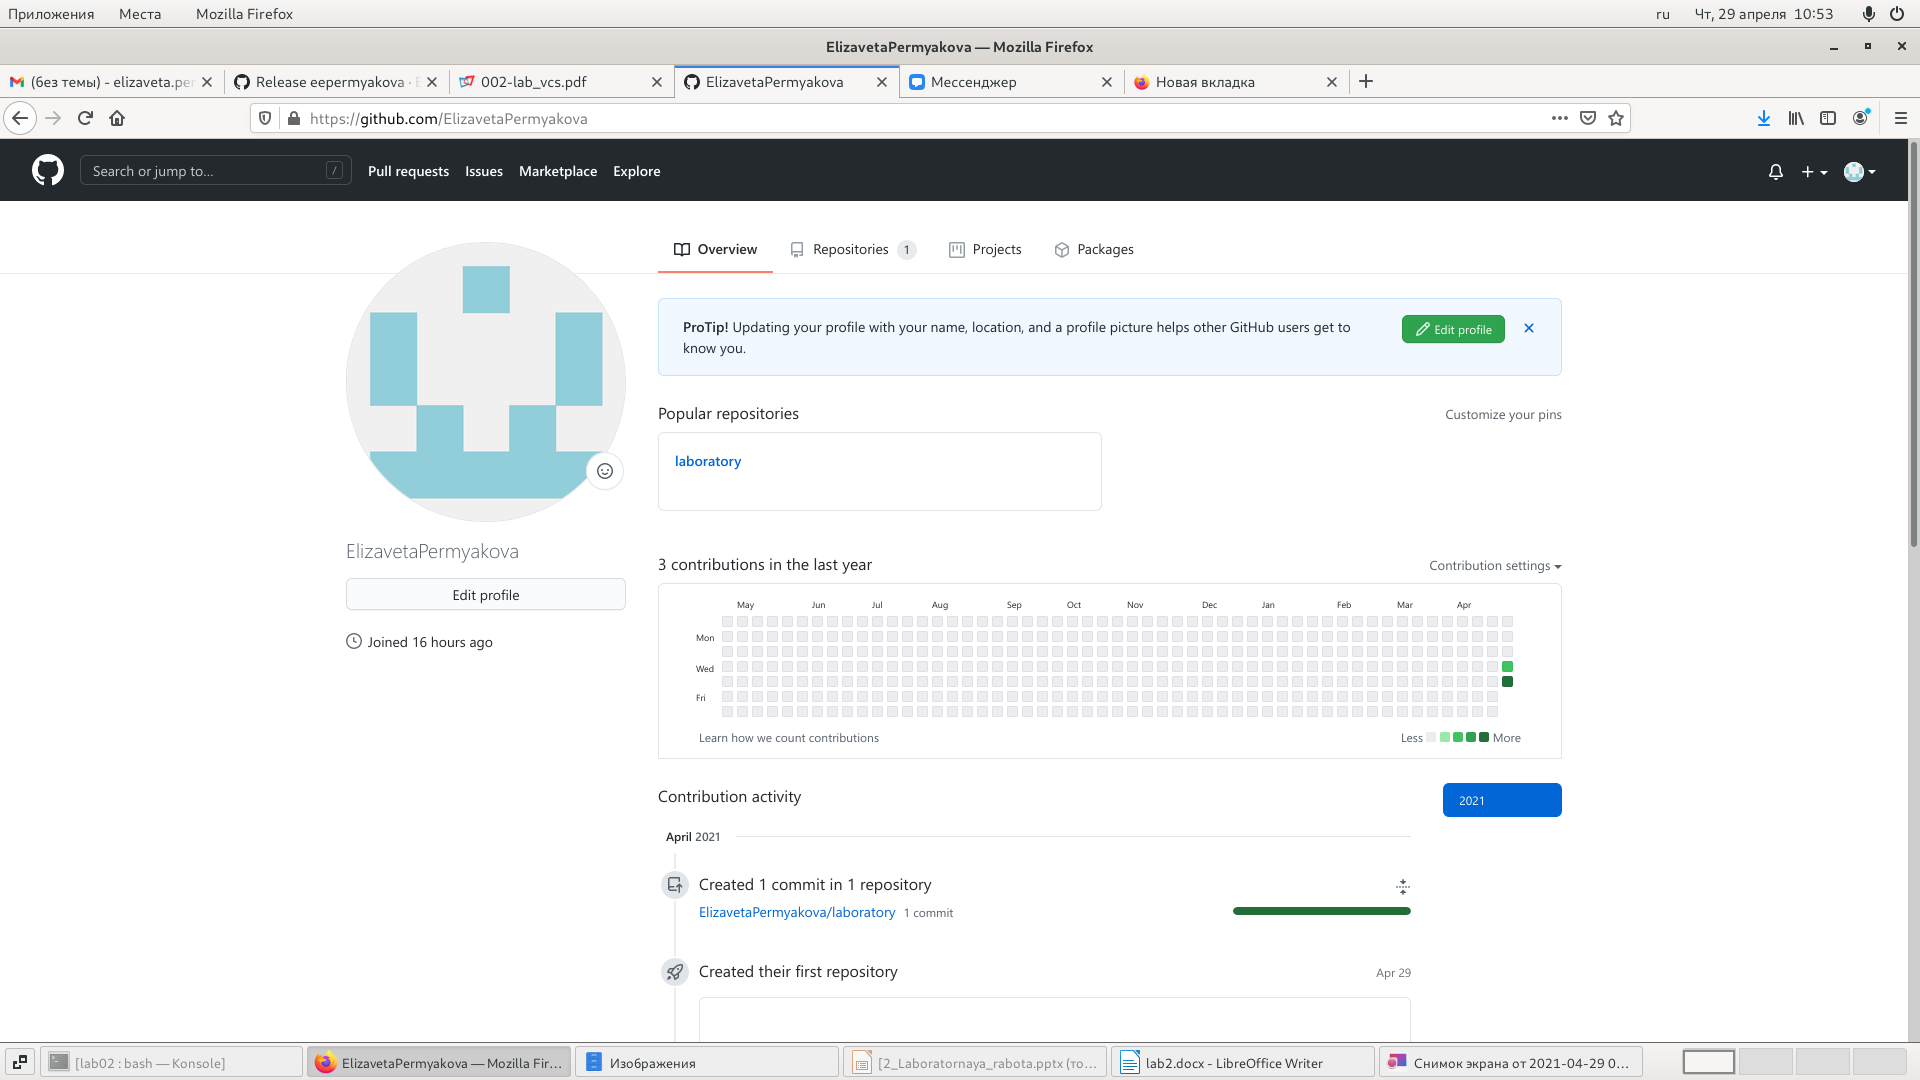 Приложения Места Mozilla Firefox ru Чт, 29 апреля 10:53
ElizavetaPermyakova — Mozilla Firefox
(без темы) - elizaveta.per Release eepermyakova · E 002-lab_vcs.pdf ElizavetaPermyakova Мессенджер Новая вкладка
https://github.com/ElizavetaPermyakova
Search or jump to... / Pull requests Issues Marketplace Explore
Overview Repositories 1 Projects Packages
ProTip! Updating your profile with your name, location, and a profile picture helps other GitHub users get to
know you.
Edit profile
Popular repositories Customize your pins
laboratory
ElizavetaPermyakova
Edit profile
Joined 16 hours ago
3 contributions in the last year Contribution settings
May Jun Jul Aug Sep Oct Nov Dec Jan Feb Mar Apr
Mon
Wed
Fri
Learn how we count contributions Less More
Contribution activity 2021
April 2021
Created 1 commit in 1 repository
ElizavetaPermyakova/laboratory 1 commit
Created their first repository Apr 29
[lab02 : bash — Konsole] ElizavetaPermyakova — Mozilla Fir... Изображения [2_Laboratornaya_rabota.pptx (то... lab2.docx - LibreOffice Writer Снимок экрана от 2021-04-29 0...